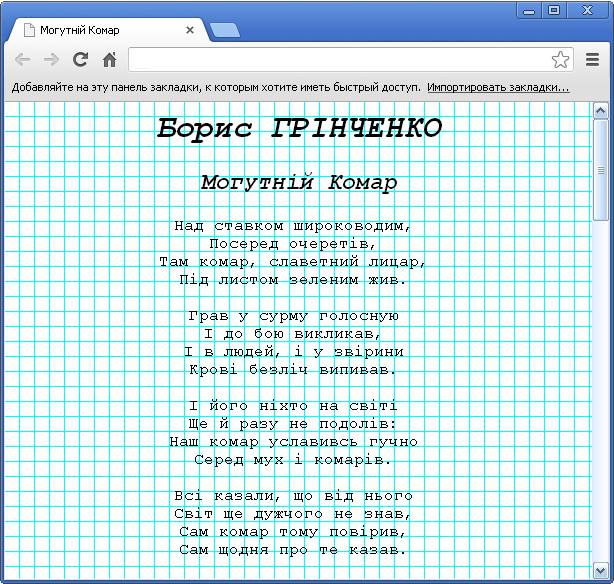 Могутній Комар
Добавляйте на эту панель закладки, к которым хотите иметь быстрый доступ. Импортировать закладки...
Борис ГРІНЧЕНКО
Могутній Комар
Над ставком широководим,
Посеред очеретів,
Там комар, славетний лицар,
Під листом зеленим жив.
Грав у сурму голосную
І до бою викликав,
І в людей, і у звірини
Крові безліч випивав.
І його ніхто на світі
Ще й разу не подолів:
Наш комар уславивсь гучно
Серед мух і комарів.
Всі казали, що від нього
Світ ще дужчого не знав,
Сам комар тому повірив,
Сам щодня про те казав.